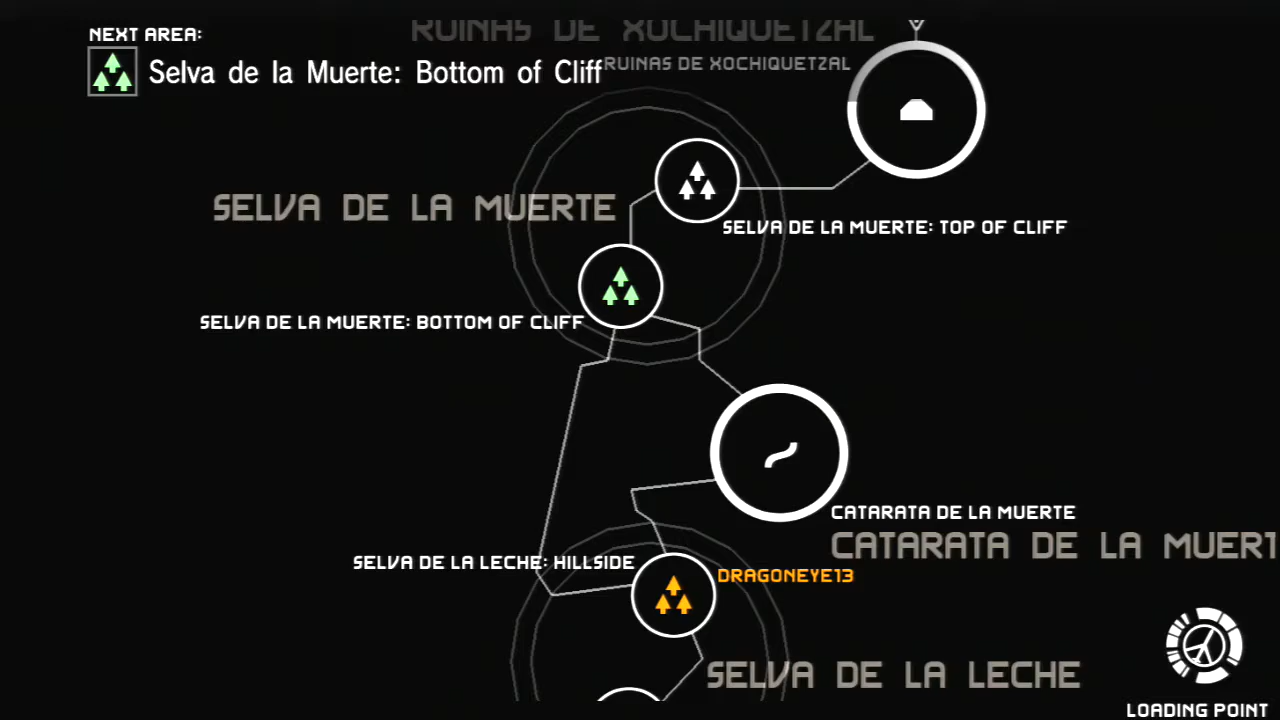 NEXT AREA:
RUINAS DE XOCHIQUETZAL
Selva de la Muerte: Bottom of Cliff
RUINAS DE XOCHIQUETZAL
SELVA DE LA MUERTE
SELVA DE LA MUERTE: TOP OF CLIFF
SELVA DE LA MUERTE: BOTTOM OF CLIFF
CATARATA DE LA MUERTE
CATARATA DE LA MUERT
SELVA DE LA LECHE: HILLSIDE
DRAGONEYE13
SELVA DE LA LECHE
LOADING POINT